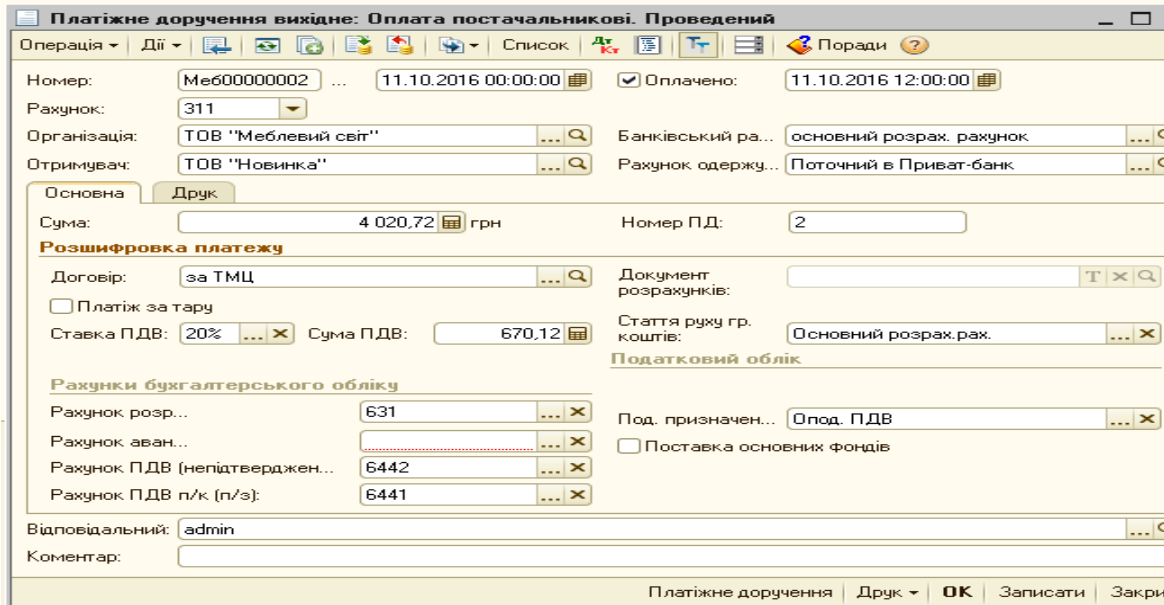 Платіжне доручення вихідне: Оплата постачальникові. Проведений
Операція Дії Список Дт Кт Поради
Номер: Меб00000002 ... 11.10.2016 00:00:00 Оплачено: 11.10.2016 12:00:00
Рахунок: 311
Організація: ТОВ "Меблевий світ" ... Банківський ра... основний розрах. рахунок ...
Отримувач: ТОВ "Новинка" ... Рахунок одержу... Поточний в Приват-банк ...
Основна Друк
Сума: 4 020,72 грн Номер ПД: 2
Розшифровка платежу
Договір: за ТМЦ ... Документ розрахунків: T
Платіж за тару
Ставка ПДВ: 20% ... Сума ПДВ: 670,12 Стаття руху гр. коштів: Основний розрах.рах. ...
Податковий облік
Рахунки бухгалтерського обліку
Рахунок розр... 631 ... Под. призначен... Опод. ПДВ ...
Рахунок аван... ... Поставка основних фондів
Рахунок ПДВ (непідтверджен... 6442 ...
Рахунок ПДВ п/к (п/з): 6441 ...
Відповідальний: admin ...
Коментар:
Платіжне доручення Друк OK Записати Закри